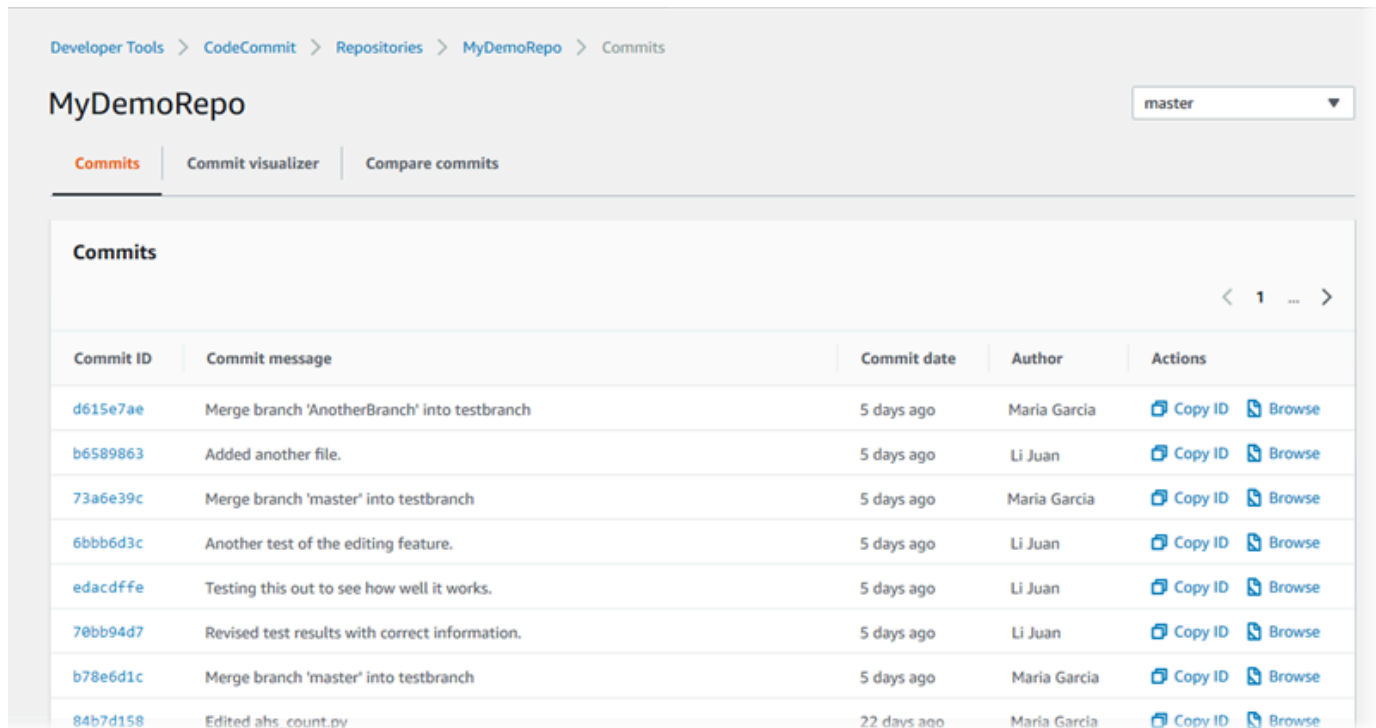 Developer Tools > CodeCommit > Repositories > MyDemoRepo > Commits
MyDemoRepo
master
Commits Commit visualizer Compare commits
Commits
< 1 ... >
Commit ID Commit message Commit date Author Actions
d615e7ae Merge branch 'AnotherBranch' into testbranch 5 days ago Maria Garcia Copy ID Browse
b6589863 Added another file. 5 days ago Li Juan Copy ID Browse
73a6e39c Merge branch 'master' into testbranch 5 days ago Maria Garcia Copy ID Browse
6bbb6d3c Another test of the editing feature. 5 days ago Li Juan Copy ID Browse
edacdffe Testing this out to see how well it works. 5 days ago Li Juan Copy ID Browse
70bb94d7 Revised test results with correct information. 5 days ago Li Juan Copy ID Browse
b78e6d1c Merge branch 'master' into testbranch 5 days ago Maria Garcia Copy ID Browse
84b7d158 Edited ahs_count.py 22 days ago Maria Garcia Copy ID Browse